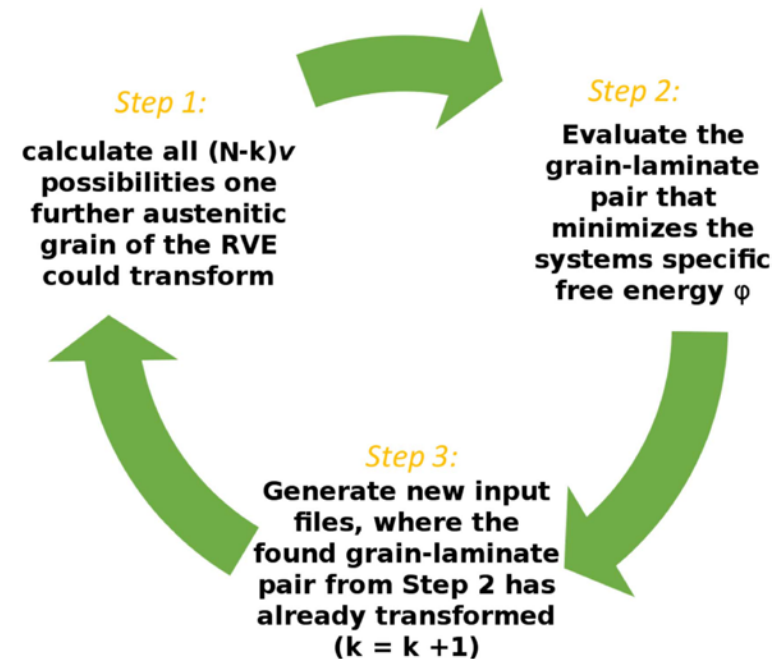 Step 1:
calculate all (N-k)v
possibilities one
further austenitic
grain of the RVE
could transform
Step 2:
Evaluate the
grain-laminate
pair that
minimizes the
systems specific
free energy φ
Step 3:
Generate new input
files, where the
found grain-laminate
pair from Step 2 has
already transformed
(k = k +1)